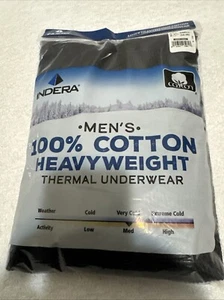 INDERA
COTTON
•MEN'S•
100% COTTON
HEAVYWEIGHT
THERMAL UNDERWEAR
Weather Cold Very Cold Extreme Cold
Activity Low Med High